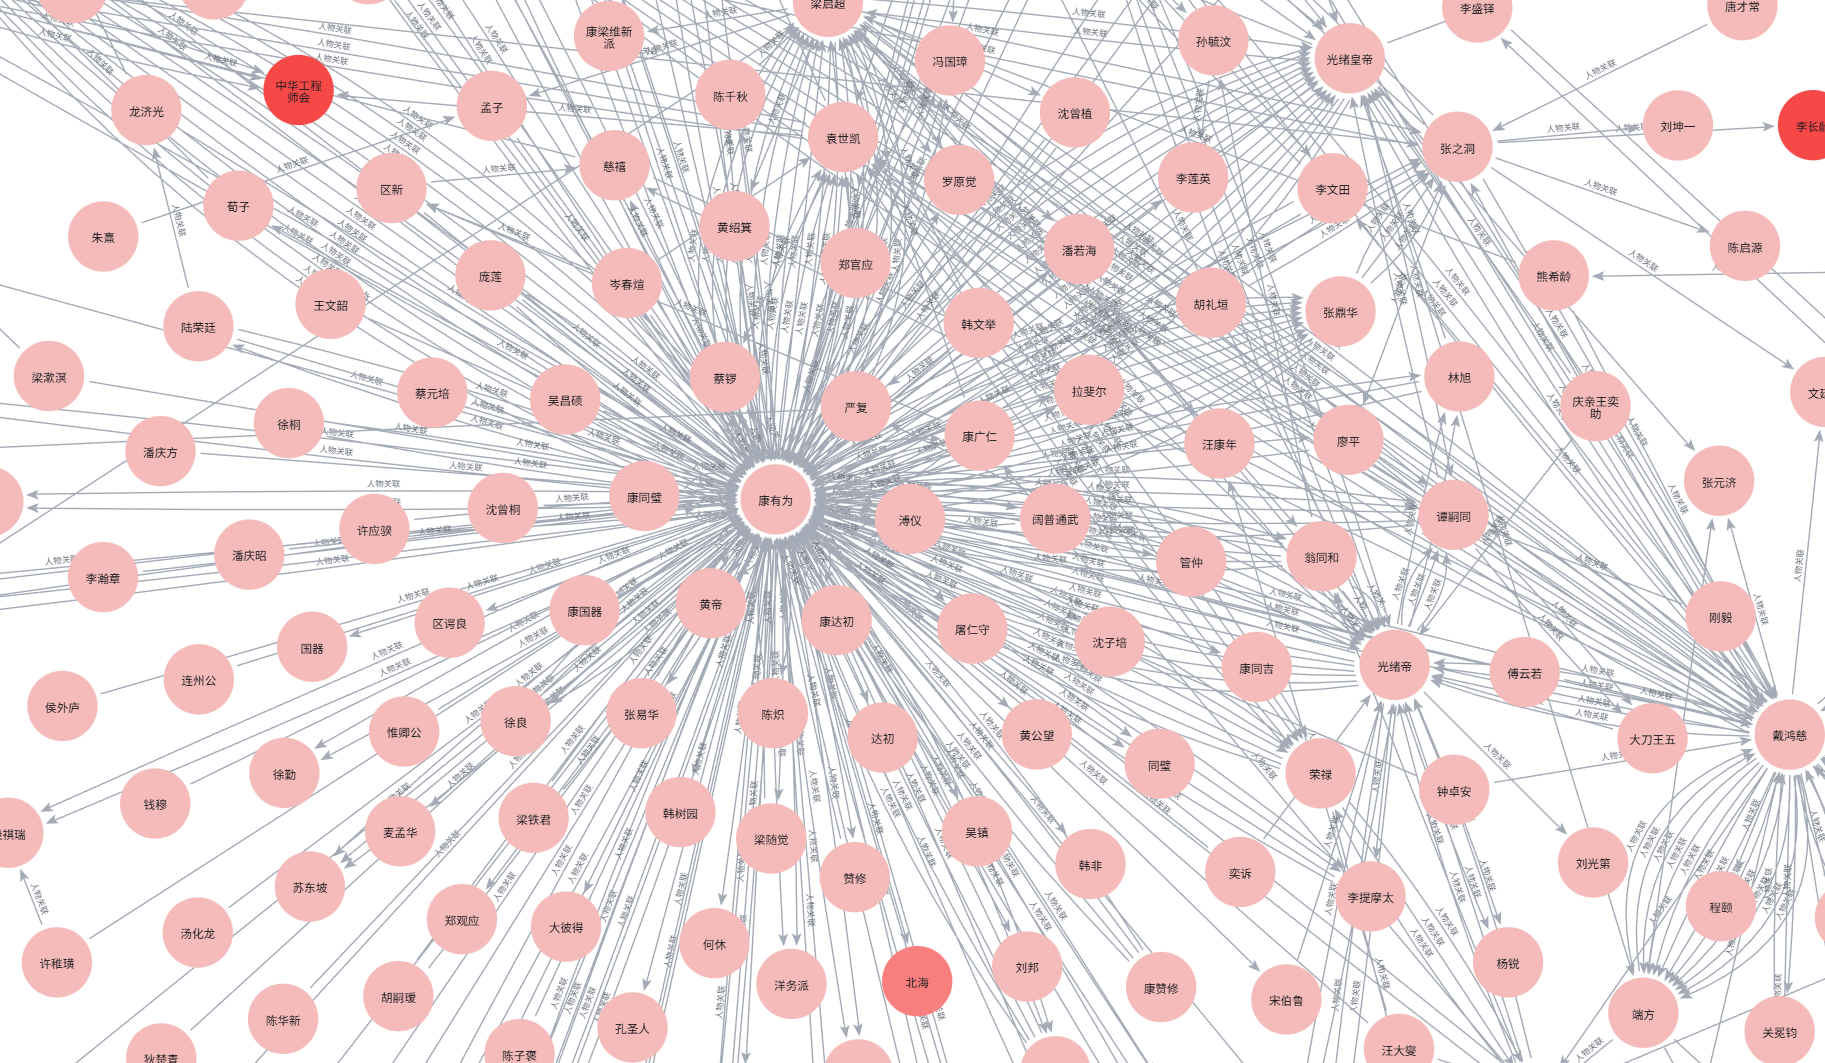 梁启超
李盛铎
唐才常
康梁维新
派
孙毓汶
冯国璋
光绪皇帝
中华工程
师会
陈千秋
龙济光
孟子
沈曾植
刘坤一
李长龄
袁世凯
张之洞
慈禧
罗原觉
李莲英
李文田
区新
荀子
朱熹
黄绍箕
潘若海
陈启源
郑官应
庞莲
岑春煊
熊希龄
王文韶
胡礼垣
张鼎华
陆荣廷
韩文举
梁漱溟
蔡锷
林旭
蔡元培
吴昌硕
严复
拉斐尔
庆亲王奕
助
徐桐
康广仁
汪康年
廖平
潘庆方
张元济
康同璧
康有为
沈曾桐
溥仪
阔普通武
谭嗣同
许应骙
潘庆昭
管仲
翁同和
李瀚章
黄帝
康国器
康达初
区谔良
屠仁守
沈子培
刚毅
国器
康同吉
光绪帝
傅云若
连州公
侯外庐
张易华
陈炽
徐良
惟卿公
达初
黄公望
大刀王五
戴鸿慈
同璧
徐勤
荣禄
钟卓安
钱穆
韩树园
梁铁君
麦孟华
吴镇
梁随觉
韩非
刘光第
赞修
奕诉
苏东坡
李提摩太
程颐
郑观应
大彼得
汤化龙
何休
许稚璜
杨锐
刘邦
北海
洋务派
康赞修
胡嗣瑗
宋伯鲁
陈华新
端方
孔圣人
关冕钧
汪大燮
陈子褒
狄楚青
人物关联